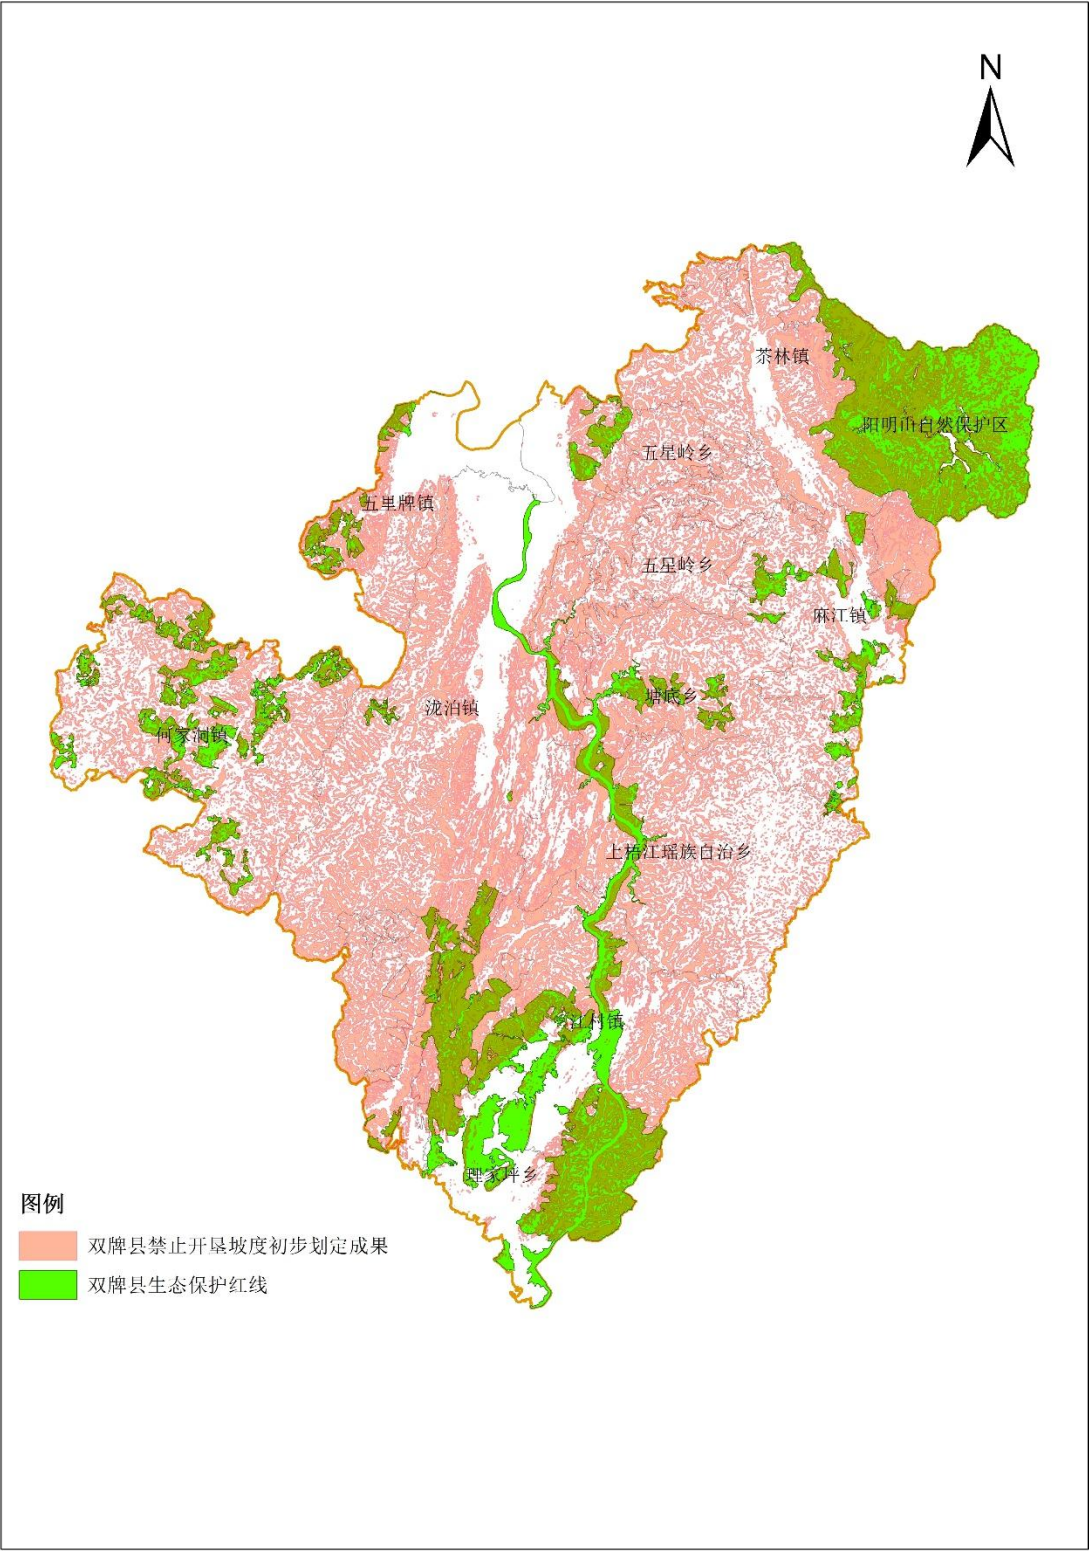 N
茶林镇
阳明山自然保护区
五星岭乡
五里牌镇
五星岭乡
麻江镇
塘底乡
泷泊镇
何家洞镇
上梧江瑶族自治乡
江村镇
理家坪乡
图例
双牌县禁止开垦坡度初步划定成果
双牌县生态保护红线